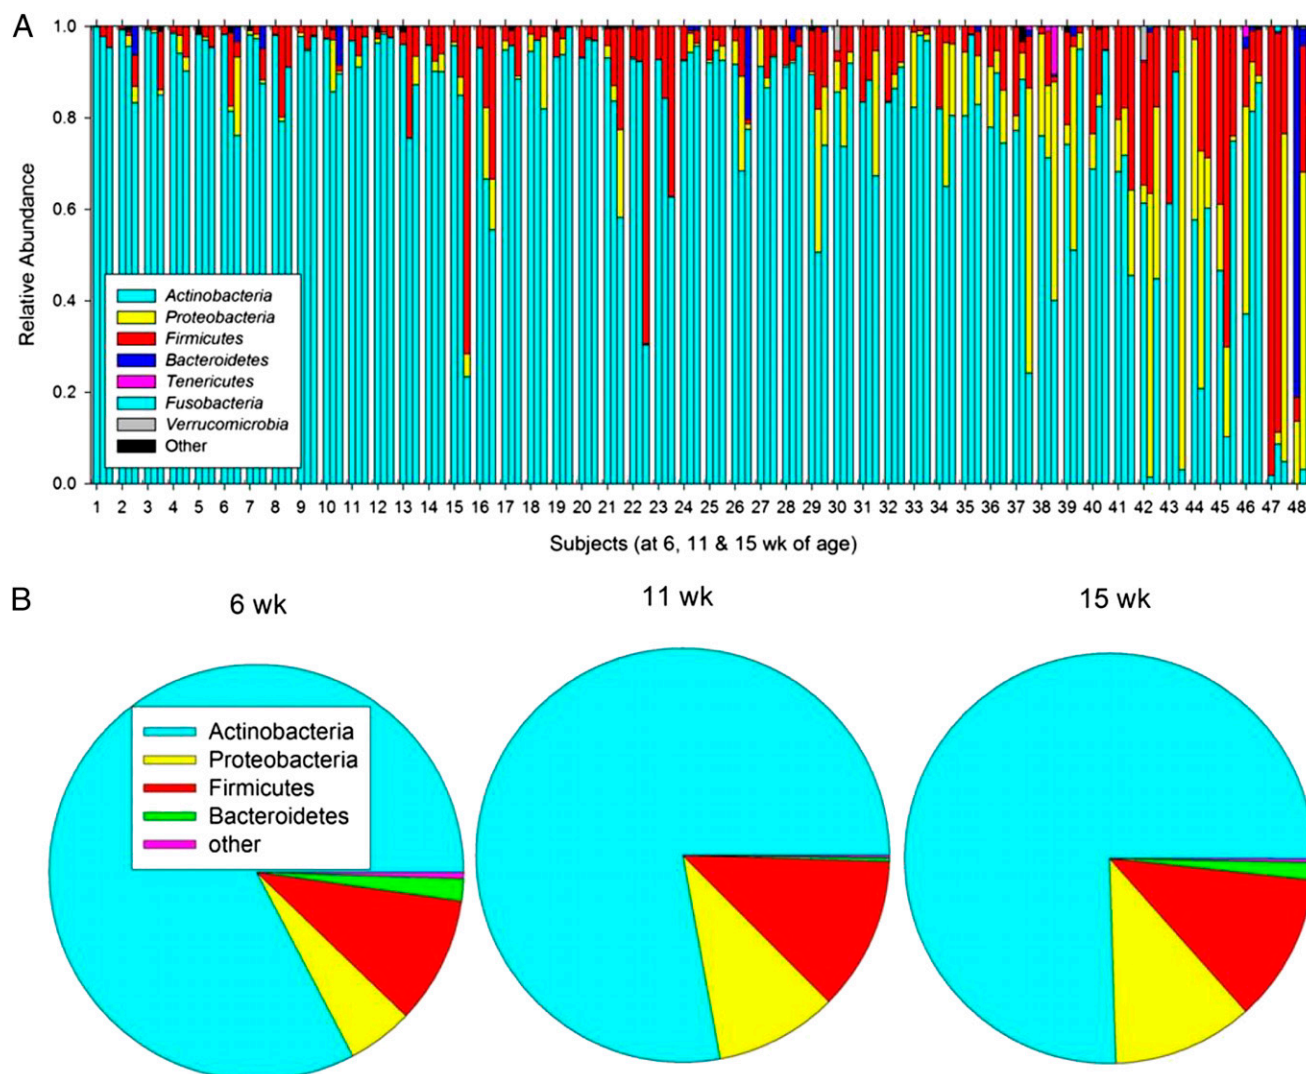 A
1.0
0.8
0.6
0.4
0.2
0.0
Relative Abundance
Actinobacteria
Proteobacteria
Firmicutes
Bacteroidetes
Tenericutes
Fusobacteria
Verrucomicrobia
Other
1 2 3 4 5 6 7 8 9 10 11 12 13 14 15 16 17 18 19 20 21 22 23 24 25 26 27 28 29 30 31 32 33 34 35 36 37 38 39 40 41 42 43 44 45 46 47 48
Subjects (at 6, 11 & 15 wk of age)
B
6 wk
11 wk
15 wk
Actinobacteria
Proteobacteria
Firmicutes
Bacteroidetes
other